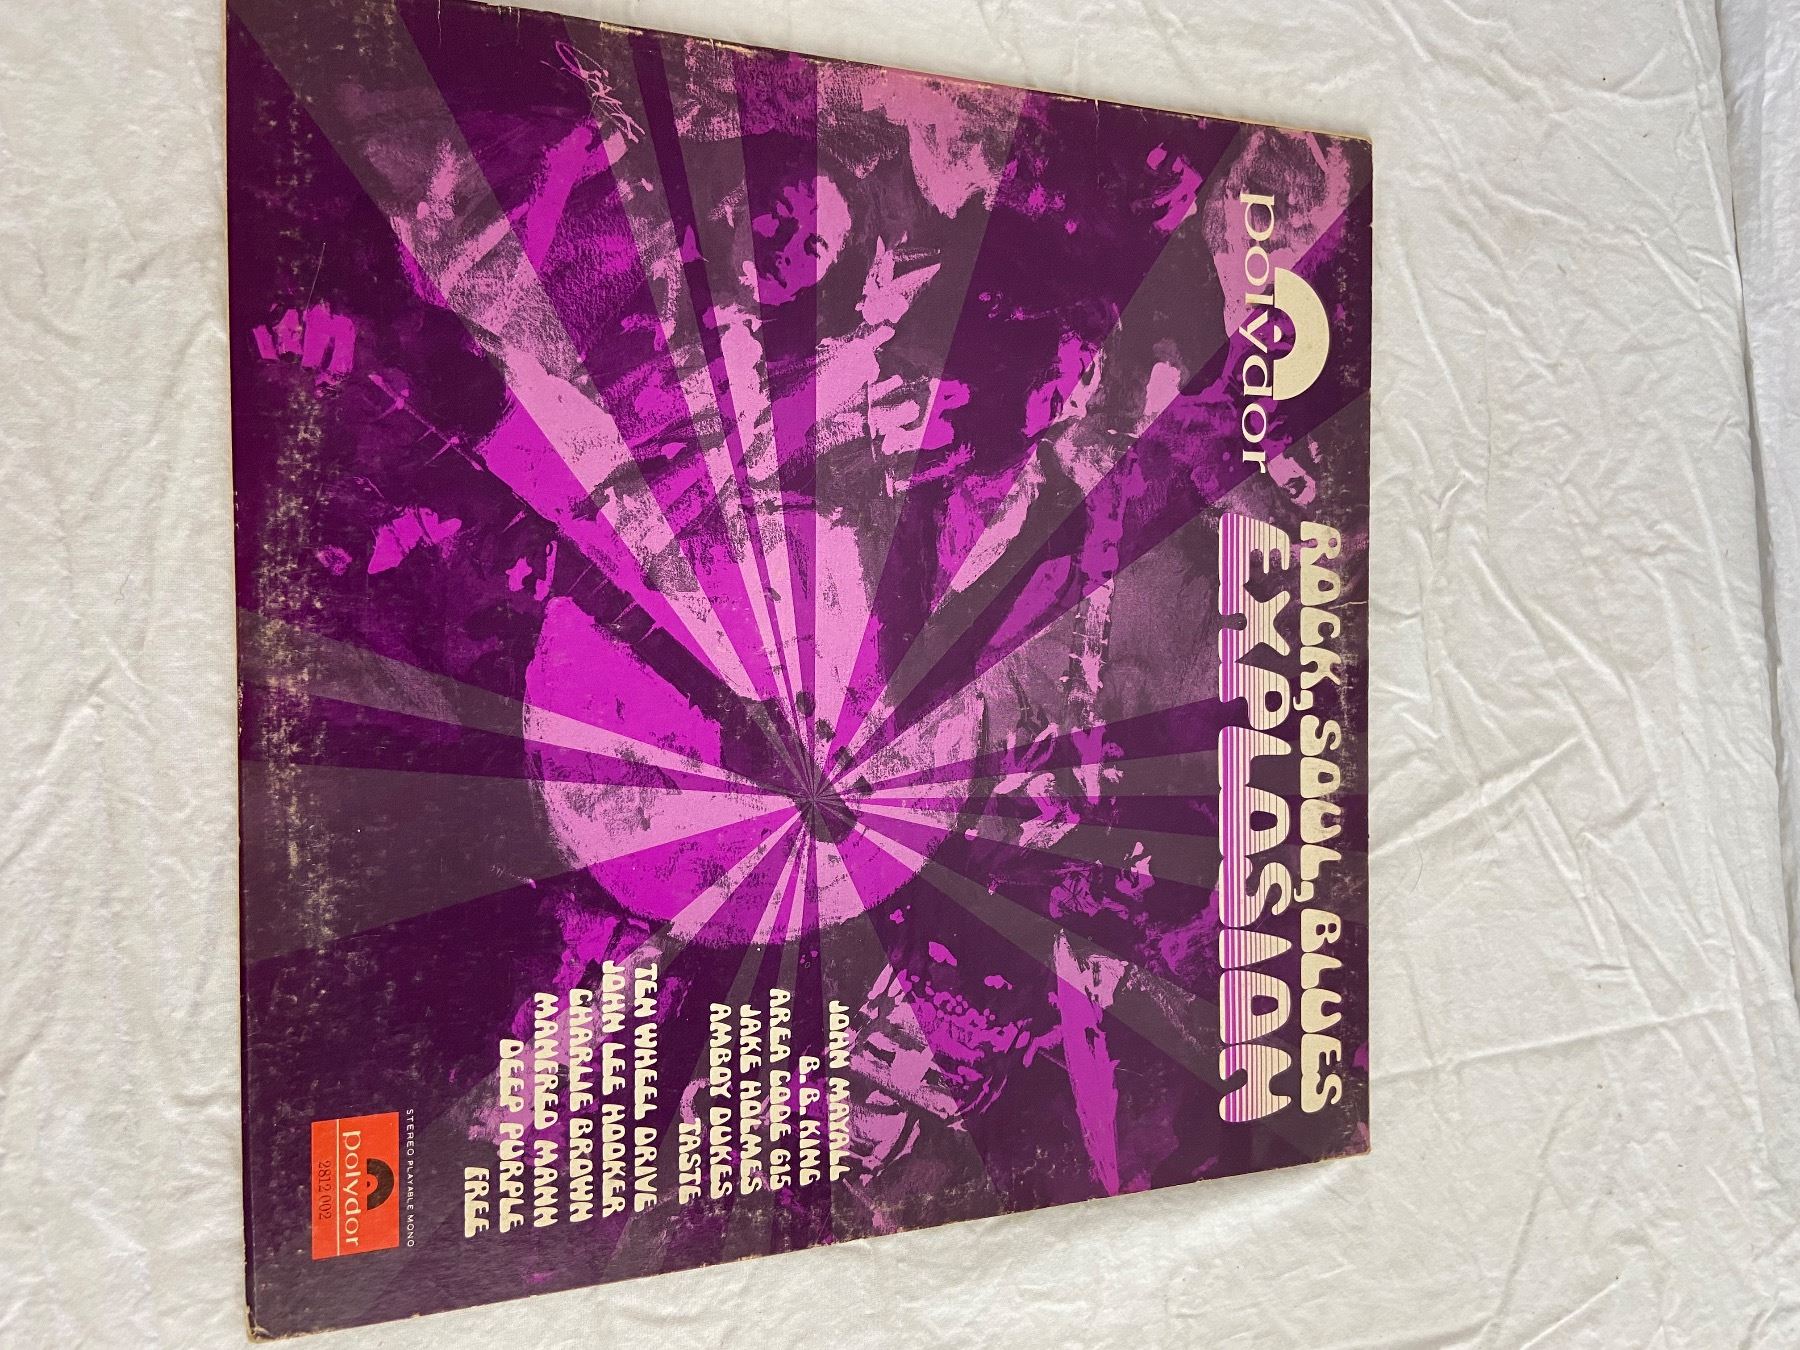 polydor
ROCK, SOUL, BLUES
EXPLOSION
JOHN MAYALL
B. B. KING
AREA CODE 615
JAKE HOLMES
AMBOY DUKES
TASTE
TEN WHEEL DRIVE
JOHN LEE HOOKER
CHARLIE BROWN
MANFRED MANN
DEEP PURPLE
FREE
STEREO PLAYABLE MONO
polydor
2812 002